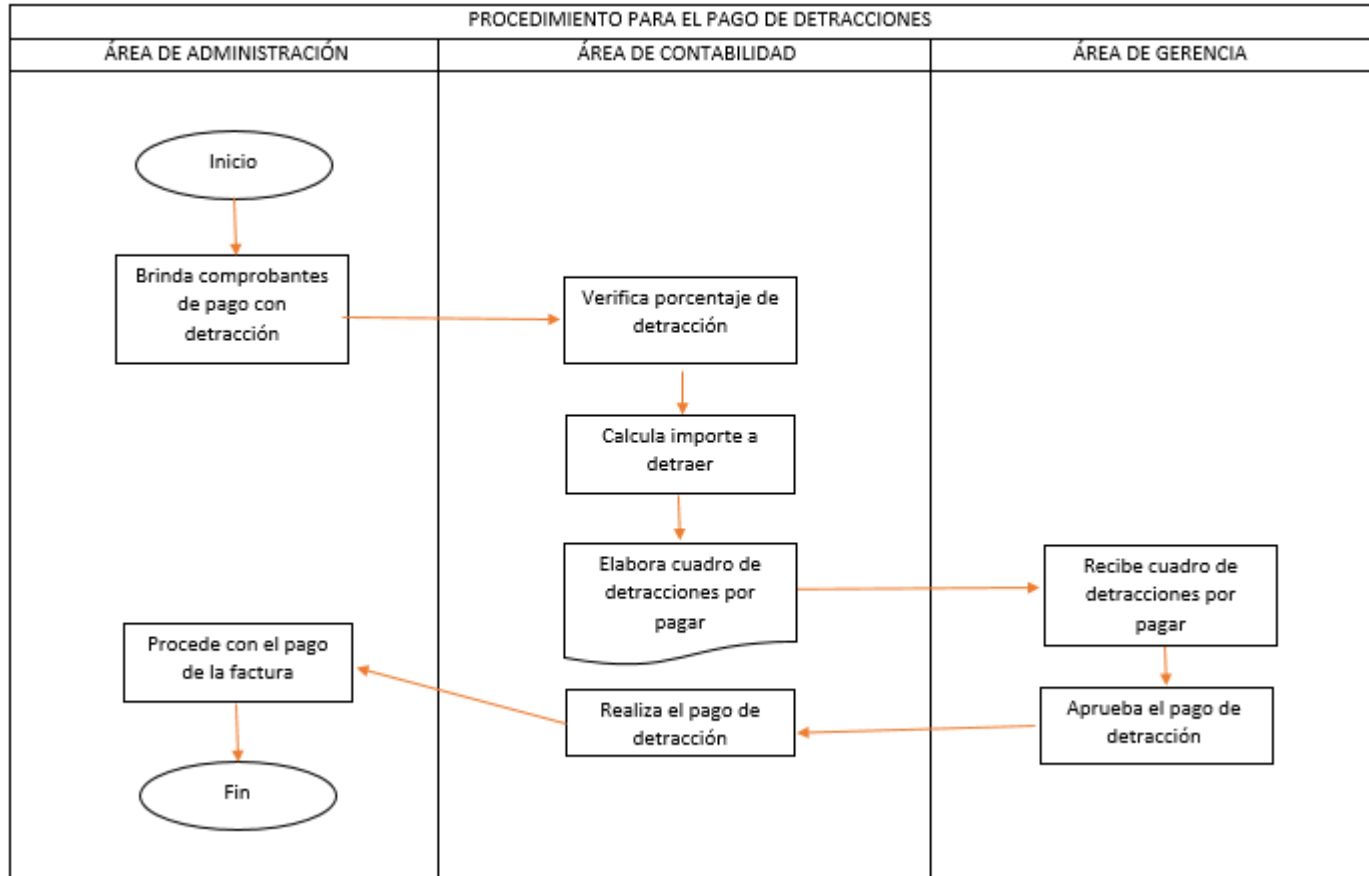 PROCEDIMIENTO PARA EL PAGO DE DETRACCIONES
ÁREA DE ADMINISTRACIÓN
ÁREA DE CONTABILIDAD
ÁREA DE GERENCIA
Inicio
Brinda comprobantes
de pago con
detracción
Verifica porcentaje de
detracción
Calcula importe a
detraer
Elabora cuadro de
detracciones por
pagar
Recibe cuadro de
detracciones por
pagar
Aprueba el pago de
detracción
Realiza el pago de
detracción
Procede con el pago
de la factura
Fin